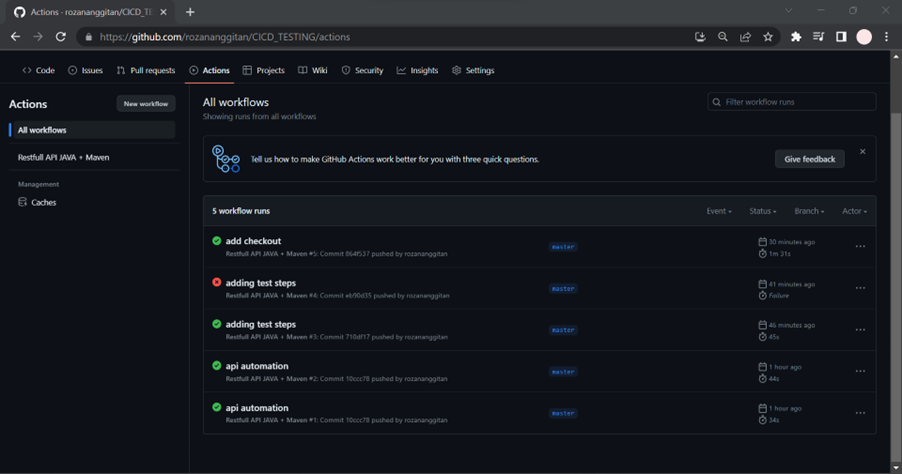 Actions · rozananggitan/CICD_TES
https://github.com/rozananggitan/CICD_TESTING/actions
Code
Issues
Pull requests
Actions
Projects
Wiki
Security
Insights
Settings
Actions
New workflow
All workflows
Restfull API JAVA + Maven
Management
Caches
All workflows
Showing runs from all workflows
Filter workflow runs
Tell us how to make GitHub Actions work better for you with three quick questions.
Give feedback
5 workflow runs
Event
Status
Branch
Actor
add checkout
Restfull API JAVA + Maven #5: Commit 064f537 pushed by rozananggitan
master
30 minutes ago
1m 31s
adding test steps
Restfull API JAVA + Maven #4: Commit eb90d35 pushed by rozananggitan
master
41 minutes ago
Failure
adding test steps
Restfull API JAVA + Maven #3: Commit 710df17 pushed by rozananggitan
master
46 minutes ago
45s
api automation
Restfull API JAVA + Maven #2: Commit 10ccc78 pushed by rozananggitan
master
1 hour ago
44s
api automation
Restfull API JAVA + Maven #1: Commit 10ccc78 pushed by rozananggitan
master
1 hour ago
34s